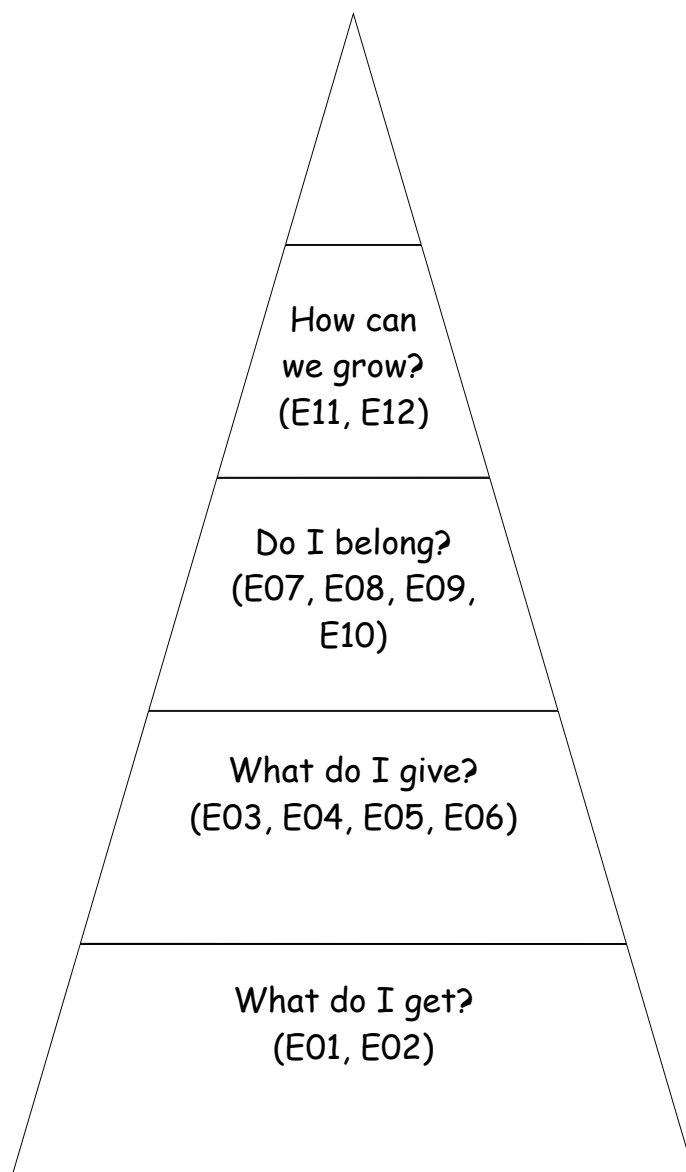 How can
we grow?
(E11, E12)
Do I belong?
(E07, E08, E09,
E10)
What do I give?
(E03, E04, E05, E06)
What do I get?
(E01, E02)